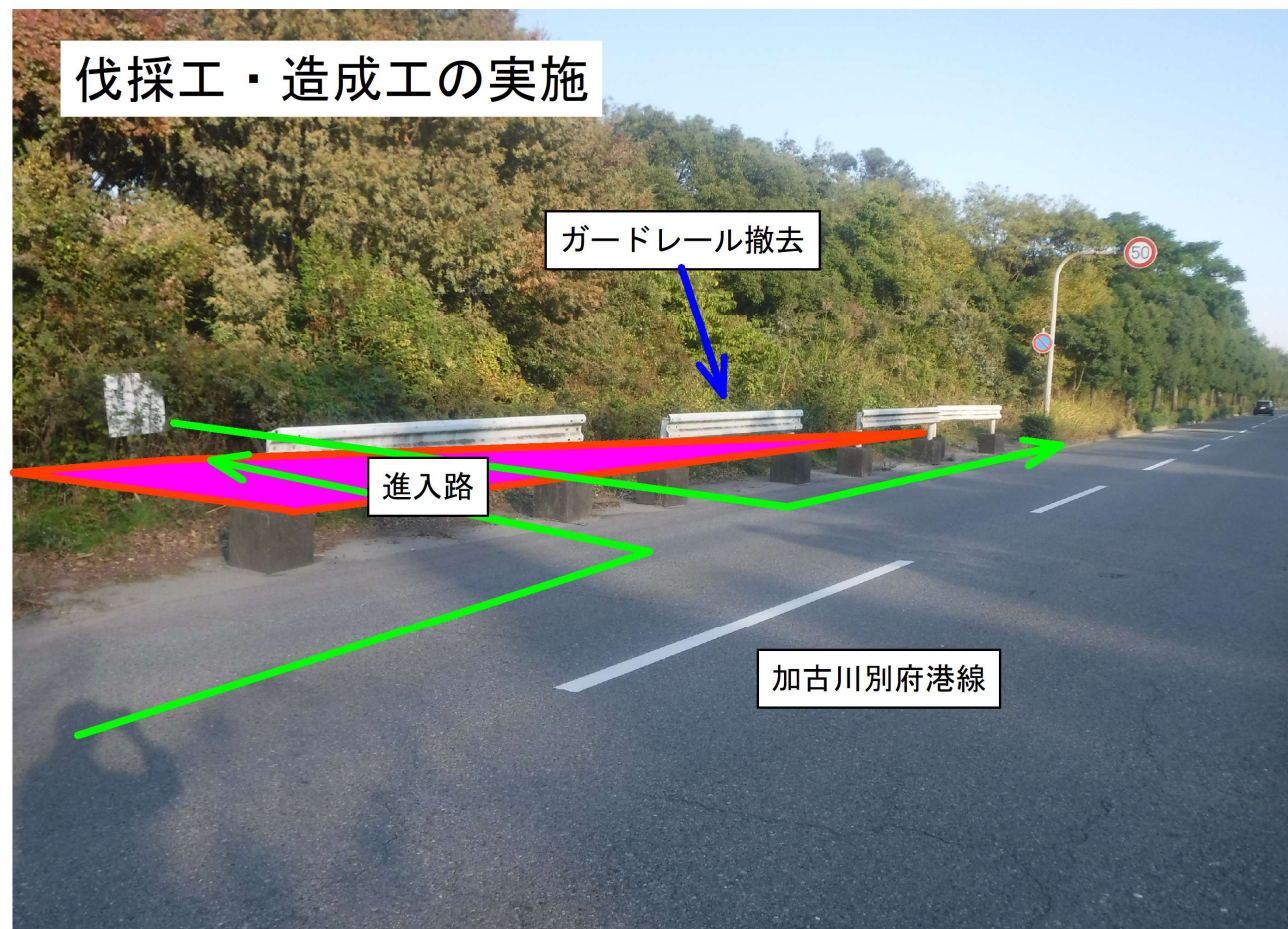 伐採工・造成工の実施
ガードレール撤去
50
進入路
加古川別府港線